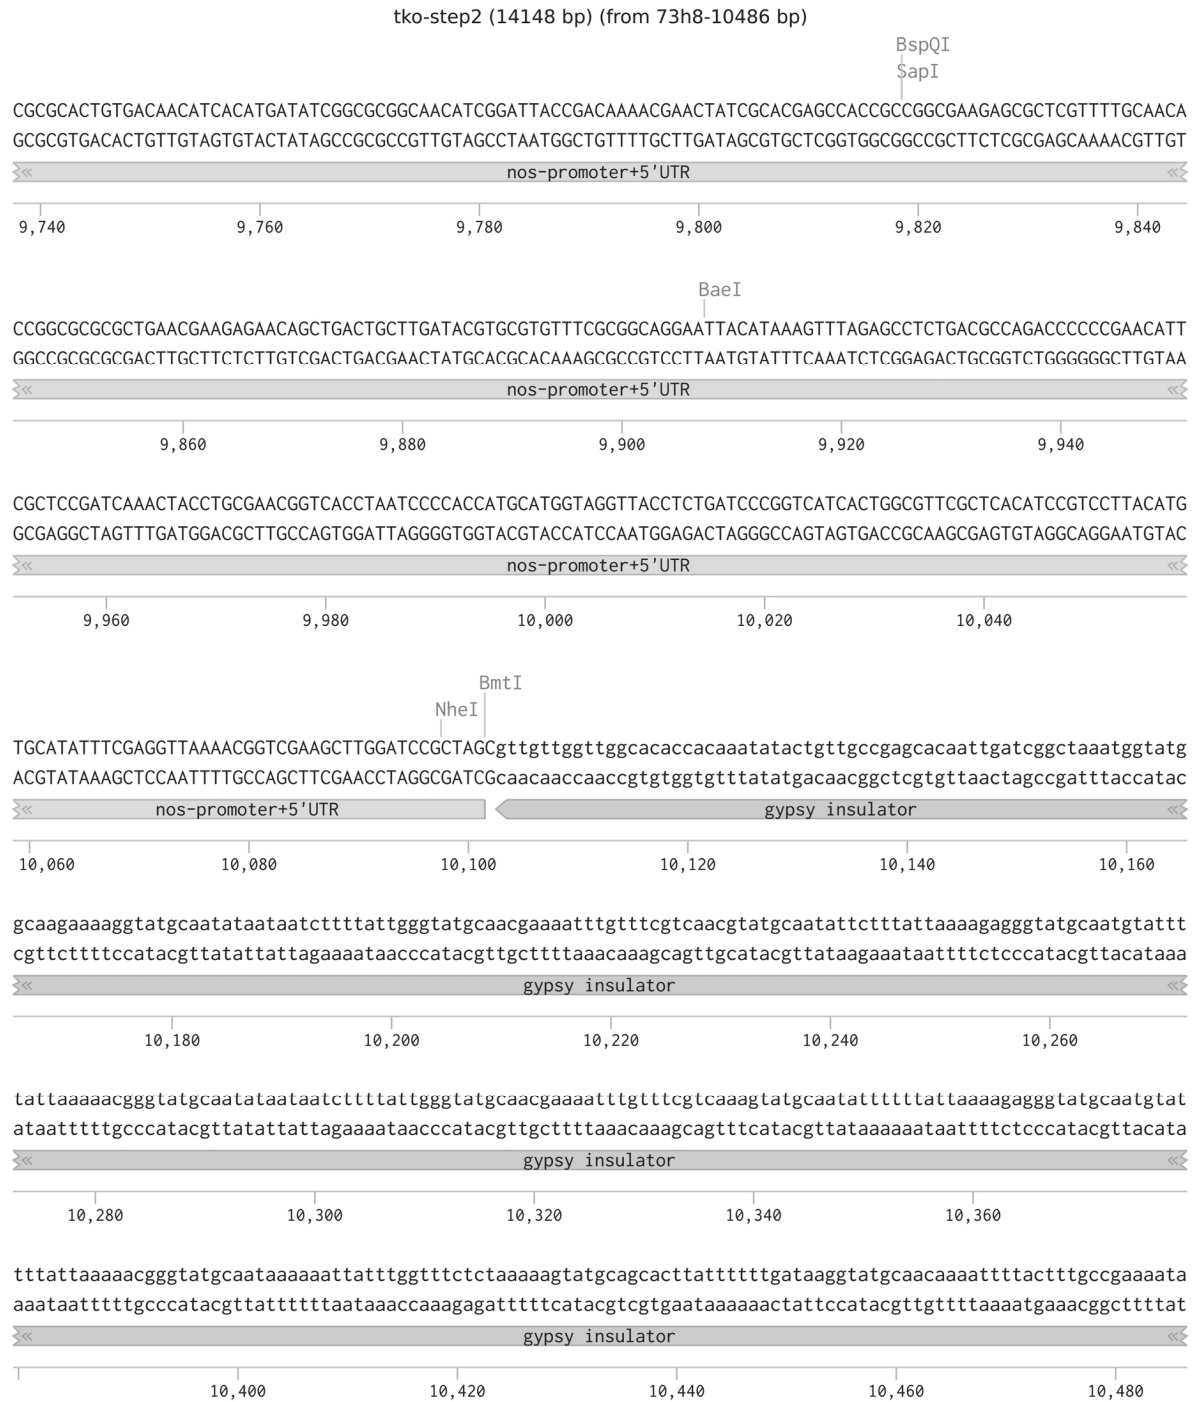 tko-step2 (14148 bp) (from 73h8-10486 bp)
BspQI
SapI
CGCGCACTGTGACAACATCACATGATATCGGCGCGGCAACATCGGATTACCGACAAAACGAACTATCGCACGAGCCACCGCCGGCGAAGAGCGCTCGTTTTGCAACA
GCGCGTGACACTGTTGTAGTGTACTATAGCCGCGCCGTTGTAGCCTAATGGCTGTTTTGCTTGATAGCGTGCTCGGTGGCGGCCGCTTCTCGCGAGCAAAACGTTGT
nos-promoter+5'UTR
9,740 9,760 9,780 9,800 9,820 9,840
BaeI
CCGGCGCGCGCTGAACGAAGAGAACAGCTGACTGCTTGATACGTGCGTGTTTCGCGGCAGGAATTACATAAAGTTTAGAGCCTCTGACGCCAGACCCCCCGAACATT
GGCCGCGCGCGACTTGCTTCTCTTGTCGACTGACGAACTATGCACGCACAAAGCGCCGTCCTTAATGTATTTCAAATCTCGGAGACTGCGGTCTGGGGGGCTTGTAA
nos-promoter+5'UTR
9,860 9,880 9,900 9,920 9,940
CGCTCCGATCAAACTACCTGCGAACGGTCACCTAATCCCCACCATGCATGGTAGGTTACCTCTGATCCCGGTCATCACTGGCGTTCGCTCACATCCGTCCTTACATG
GCGAGGCTAGTTTGATGGACGCTTGCCAGTGGATTAGGGGTGGTACGTACCATCCAATGGAGACTAGGGCCAGTAGTGACCGCAAGCGAGTGTAGGCAGGAATGTAC
nos-promoter+5'UTR
9,960 9,980 10,000 10,020 10,040
BmtI
NheI
TGCATATTTCGAGGTTAAAACGGTCGAAGCTTGGATCCGCTAGCgttgttggttggcacaccacaaatatactgttgccgagcacaattgatcggctaaatggtatg
ACGTATAAAGCTCCAATTTTGCCAGCTTCGAACCTAGGCGATCGcaacaaccaaccgtgtggtgtttatatgacaacggctcgtgttaactagccgatttaccatac
nos-promoter+5'UTR gypsy insulator
10,060 10,080 10,100 10,120 10,140 10,160
gcaagaaaaggtatgcaatataataatcttttattgggtatgcaacgaaaatttgtttcgtcaacgtatgcaatattctttattaaaagagggtatgcaatgtattt
cgttcttttccatacgttatattattagaaaataacccatacgttgcttttaaacaaagcagttgcatacgttataagaaataattttctcccatacgttacataaa
gypsy insulator
10,180 10,200 10,220 10,240 10,260
tattaaaaacgggtatgcaatataataatcttttattgggtatgcaacgaaaatttgtttcgtcaaagtatgcaatattttttattaaaagagggtatgcaatgtat
ataatttttgcccatacgttatattattagaaaataacccatacgttgcttttaaacaaagcagtttcatacgttataaaaaataattttctcccatacgttacata
gypsy insulator
10,280 10,300 10,320 10,340 10,360
tttattaaaaacgggtatgcaataaaaaattatttggtttctctaaaaagtatgcagcacttattttttgataaggtatgcaacaaaattttactttgccgaaaata
aaataatttttgcccatacgttattttttaataaaccaaagagatttttcatacgtcgtgaataaaaaactattccatacgttgttttaaaatgaaacggcttttat
gypsy insulator
10,400 10,420 10,440 10,460 10,480